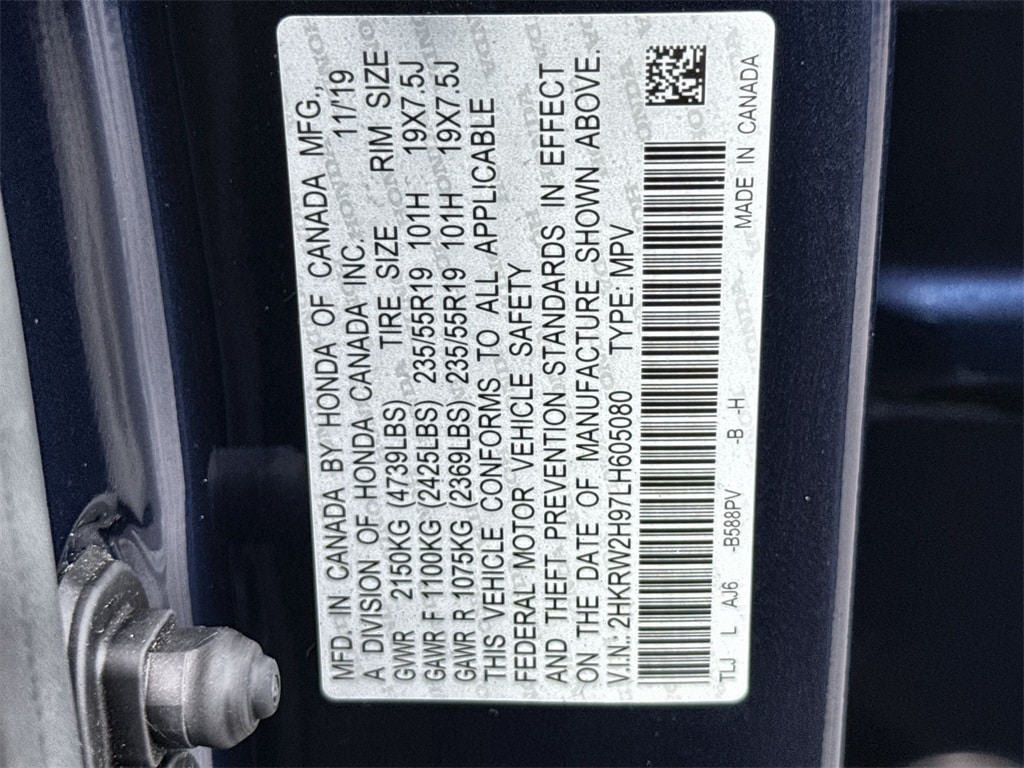 MFD. IN CANADA BY HONDA OF CANADA MFG.,
A DIVISION OF HONDA CANADA INC. 11/19
GVWR 2150KG (4739LBS) TIRE SIZE RIM SIZE
GAWR F 1100KG (2425LBS) 235/55R19 101H 19X7.5J
GAWR R 1075KG (2369LBS) 235/55R19 101H 19X7.5J
THIS VEHICLE CONFORMS TO ALL APPLICABLE
FEDERAL MOTOR VEHICLE SAFETY
AND THEFT PREVENTION STANDARDS IN EFFECT
ON THE DATE OF MANUFACTURE SHOWN ABOVE.
V.I.N.: 2HKRW2H97LH605080 TYPE: MPV
TLJ L AJ6 -B588PV -B -H MADE IN CANADA